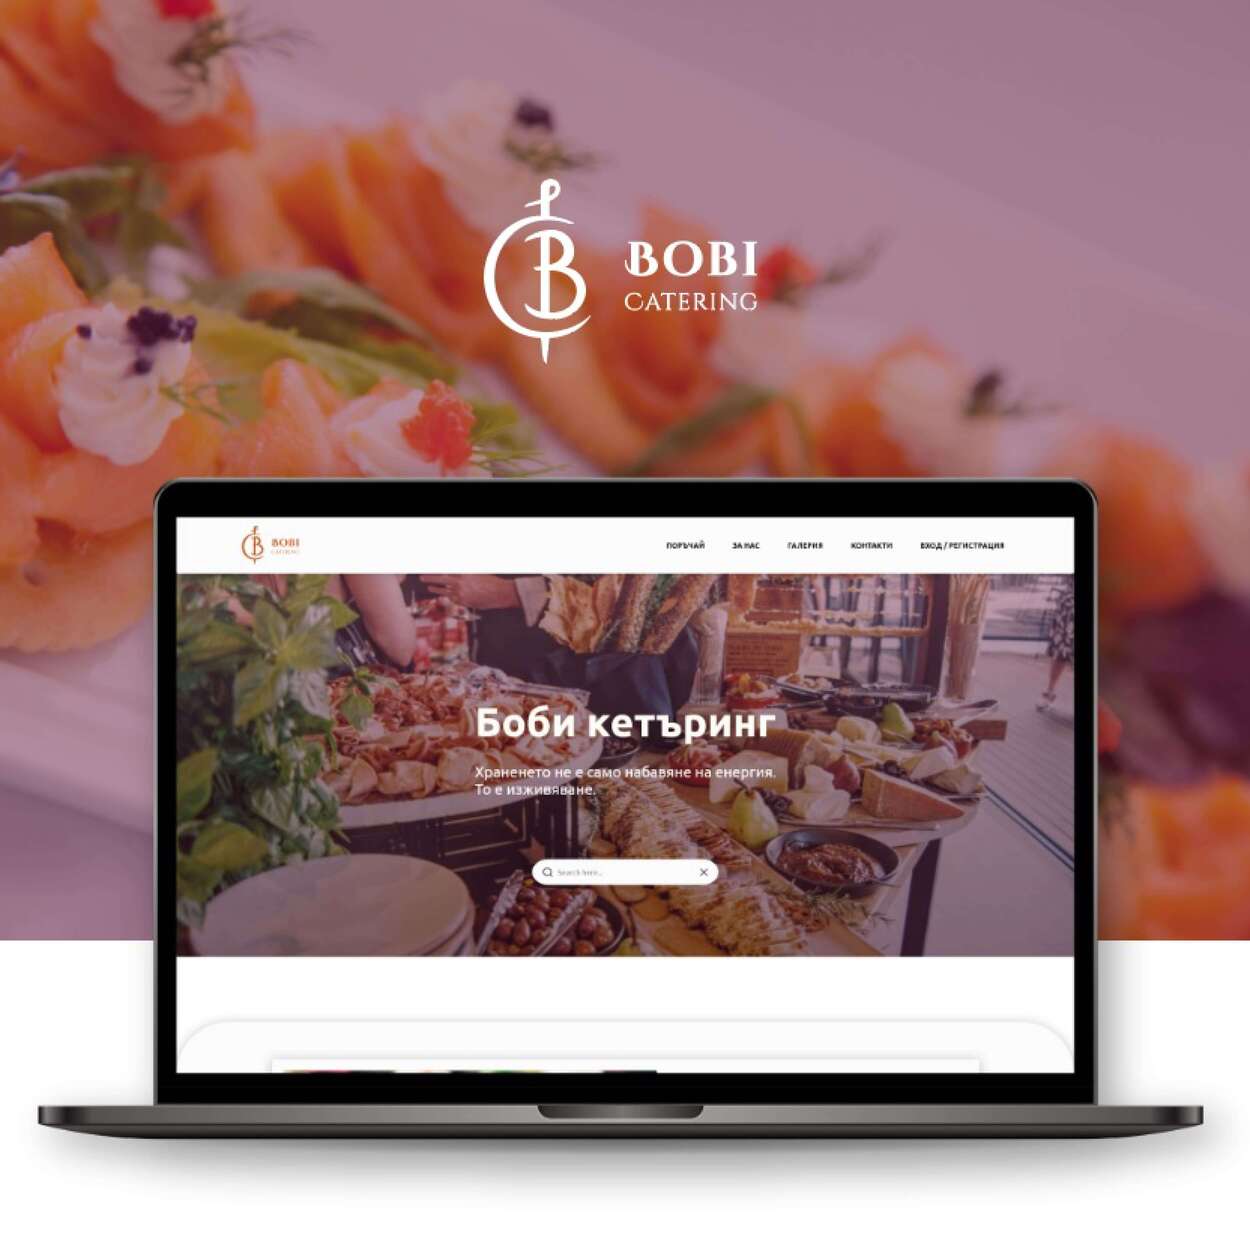 BOBI
CATERING
BOBI
CATERING
ПОРЪЧАЙ ЗА НАС ГАЛЕРИЯ КОНТАКТИ ВХОД / РЕГИСТРАЦИЯ
Боби кетъринг
Храненето не е само набавяне на енергия.
То е изживяване.
Search here...